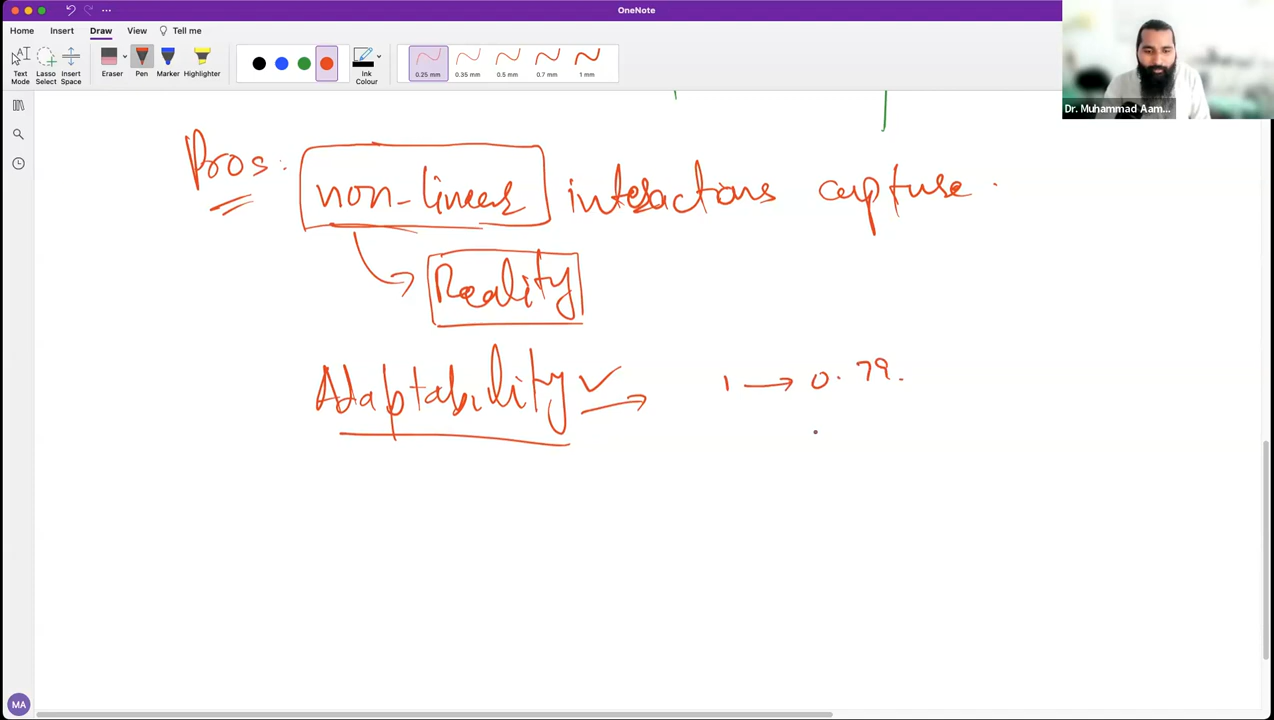 OneNote
Home Insert Draw View Tell me
Text Mode Lasso Select Insert Space Eraser Pen Marker Highlighter Ink Colour 0.25 mm 0.35 mm 0.5 mm 0.7 mm 1 mm
Dr. Muhammad Aam...
Pros: non-linear interactions capture.
Reality
Adaptability 1 → 0.79.
MA